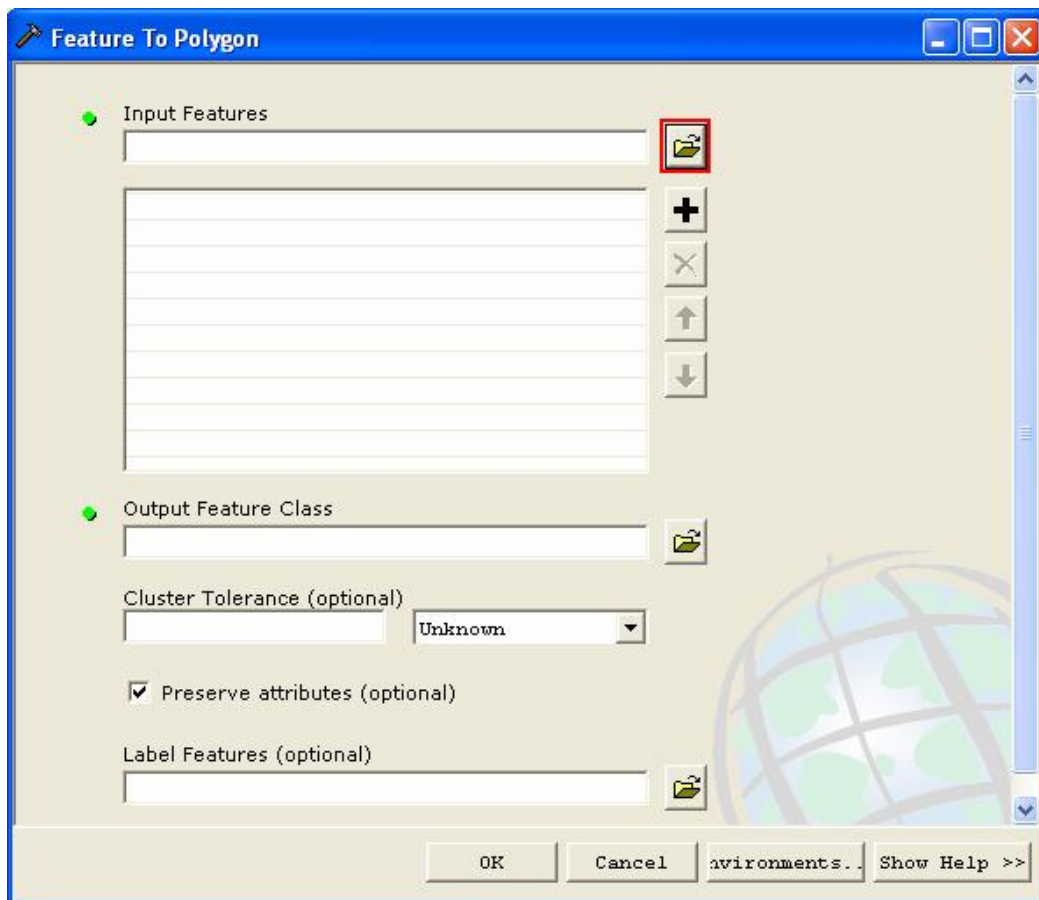 Feature To Polygon
Input Features
Output Feature Class
Cluster Tolerance (optional)
Unknown
Preserve attributes (optional)
Label Features (optional)
OK Cancel nvironments.. Show Help >>